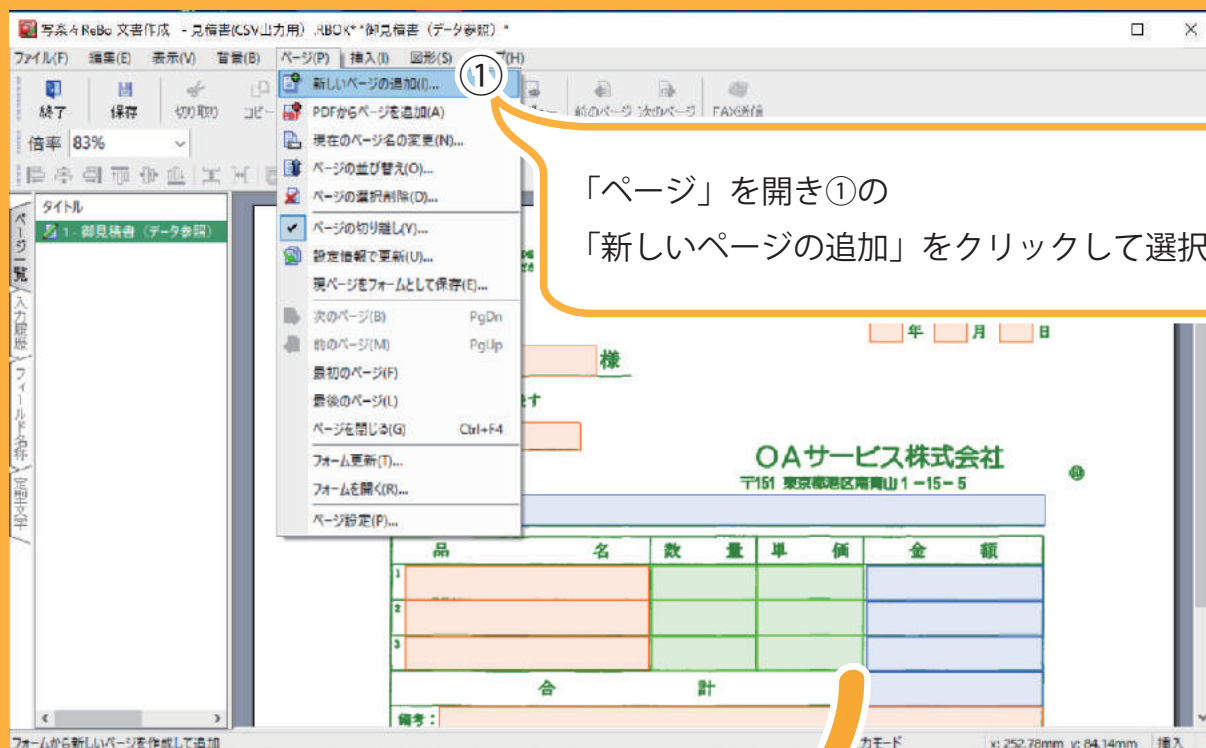 写楽々ReBo 文書作成 - 見積書(CSV出力用) .RBOK* *御見積書（データ参照）*
ファイル(F) 編集(E) 表示(V) 背景(B) ページ(P) 挿入(I) 図形(S) プ(H)
①
終了 保存 切り取り コピー 前のページ 次のページ FAX送信
倍率 83%
新しいページの追加(I)...
PDFからページを追加(A)
現在のページ名の変更(N)...
ページの並び替え(O)...
ページの選択削除(D)...
ページの切り離し(Y)...
設定情報で更新(U)...
現ページをフォームとして保存(E)...
次のページ(B) PgDn
前のページ(M) PgUp
最初のページ(F)
最後のページ(L)
ページを閉じる(G) Ctrl+F4
フォーム更新(T)...
フォームを開く(R)...
ページ設定(P)...
「ページ」を開き①の
「新しいページの追加」をクリックして選択
ページ一覧
入力履歴
フィールド名称
定型文字
タイトル
1 - 御見積書（データ参照）
年 月 日
様
ます
OAサービス株式会社
〒151 東京都港区南青山1-15-5
品 名 数 量 単 価 金 額
1
2
3
合 計
備考：
フォームから新しいページを作成して追加
力モード x: 252.78mm y: 84.14mm 挿入